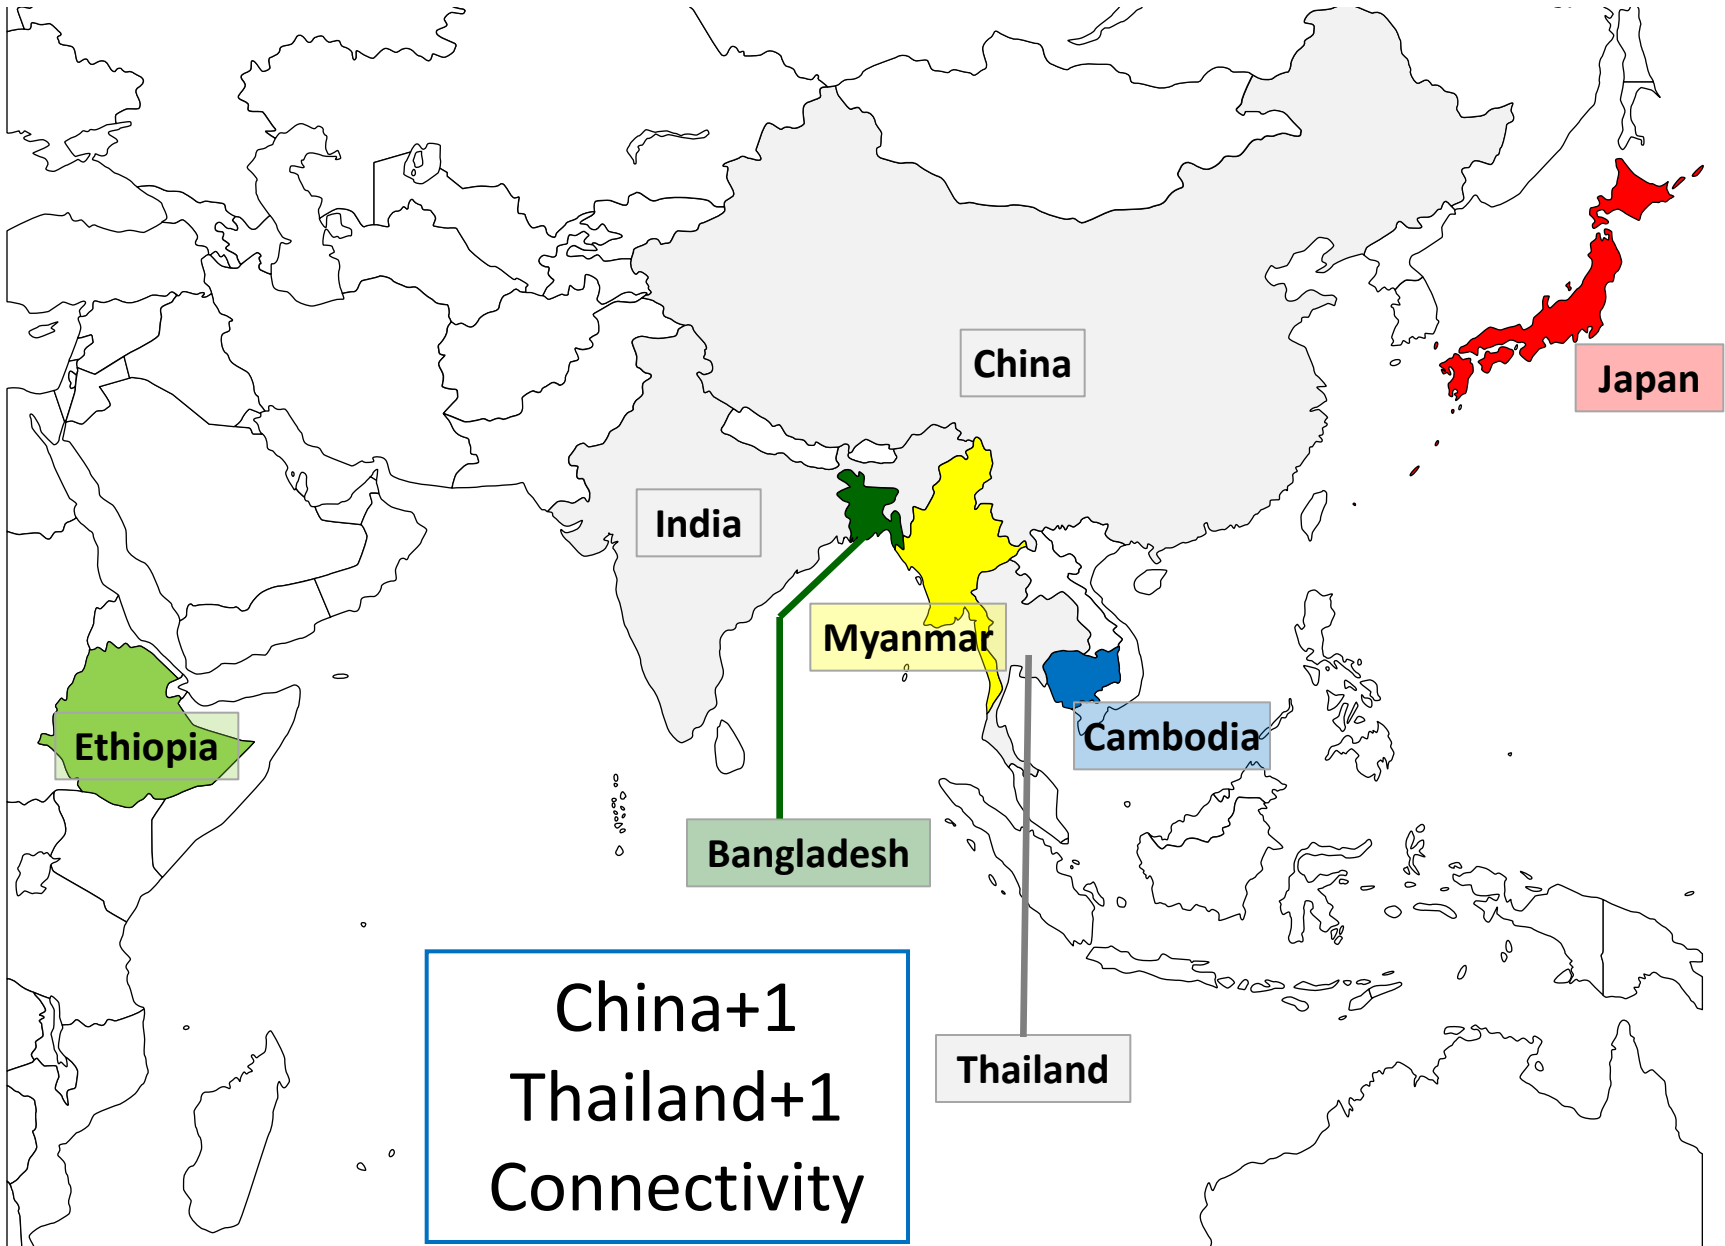 China
Japan
India
Myanmar
Cambodia
Ethiopia
Bangladesh
Thailand
China+1
Thailand+1
Connectivity